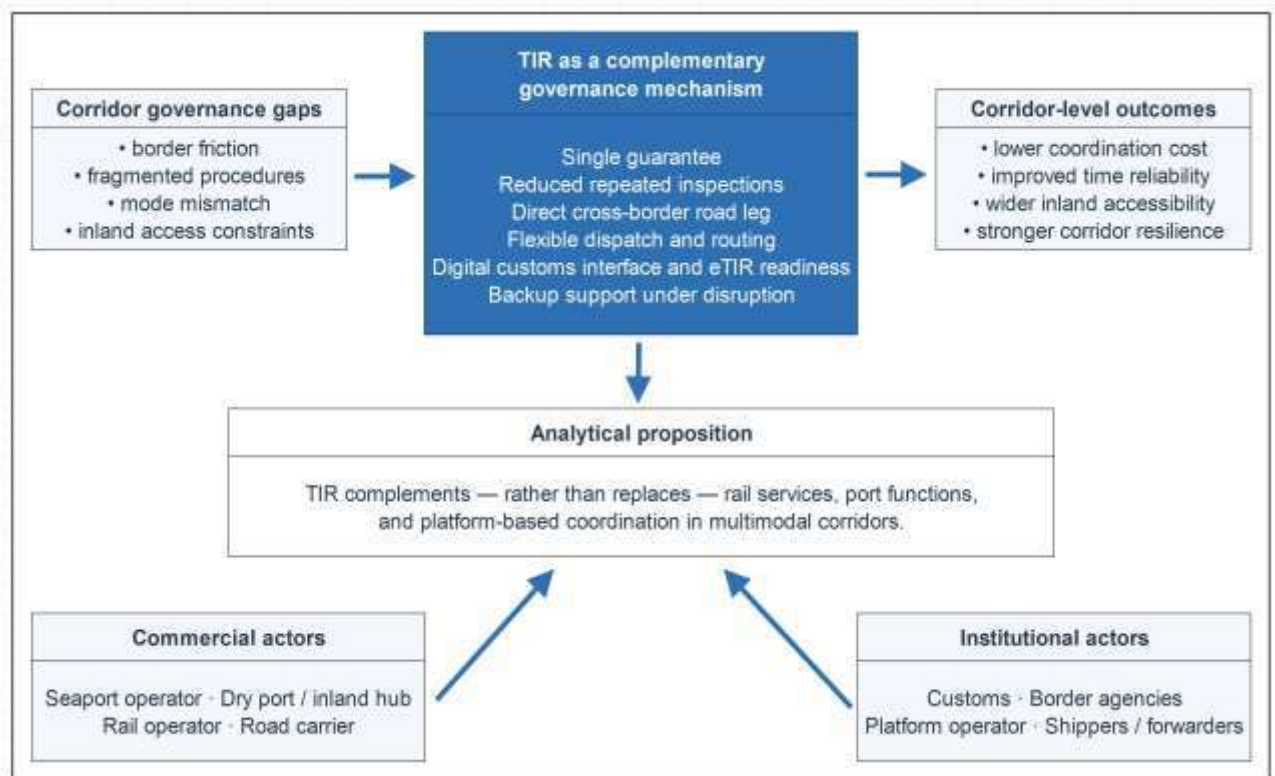 TIR as a complementary
governance mechanism
Single guarantee
Reduced repeated inspections
Direct cross-border road leg
Flexible dispatch and routing
Digital customs interface and eTIR readiness
Backup support under disruption
Corridor governance gaps
• border friction
• fragmented procedures
• mode mismatch
• inland access constraints
Corridor-level outcomes
• lower coordination cost
• improved time reliability
• wider inland accessibility
• stronger corridor resilience
Analytical proposition
TIR complements — rather than replaces — rail services, port functions,
and platform-based coordination in multimodal corridors.
Commercial actors
Seaport operator · Dry port / inland hub
Rail operator · Road carrier
Institutional actors
Customs · Border agencies
Platform operator · Shippers / forwarders